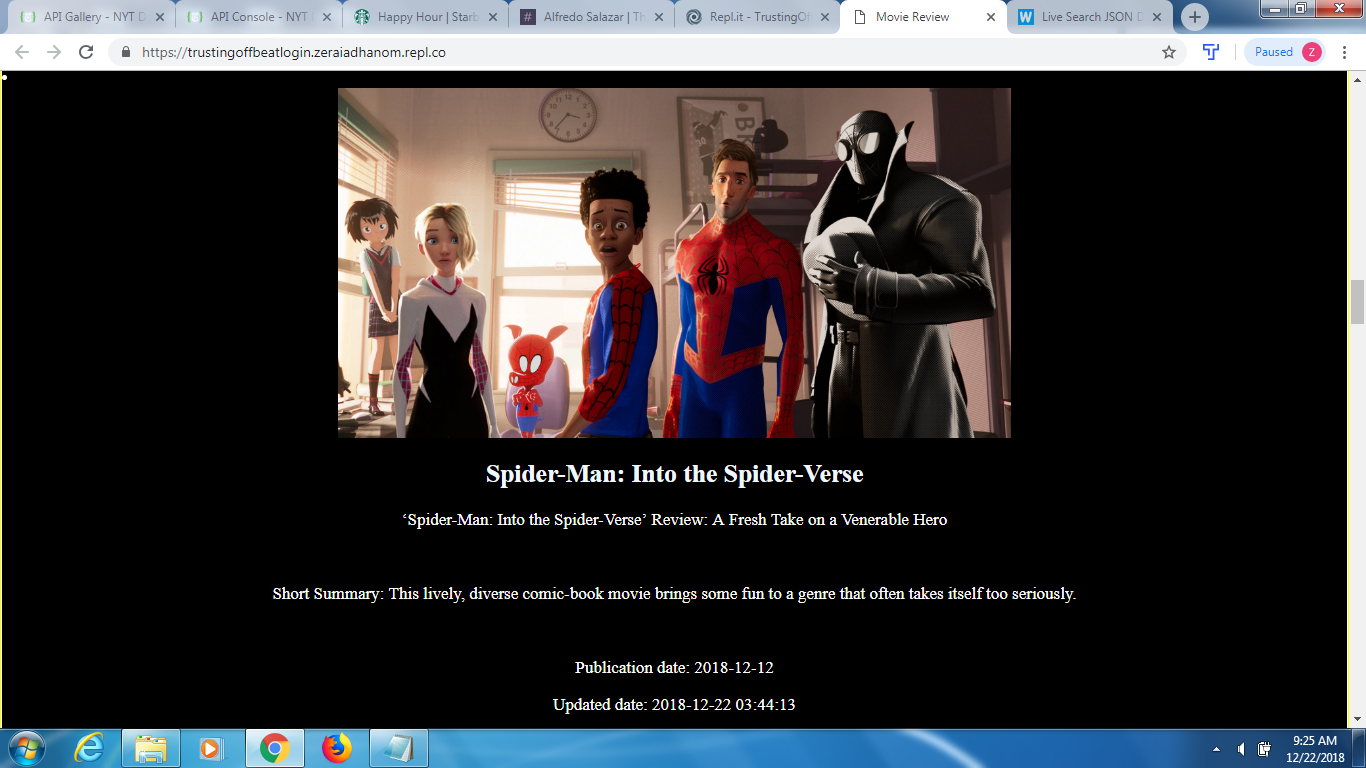 API Gallery - NYT D
API Console - NYT
Happy Hour | Starb
Alfredo Salazar | Th
Repl.it - TrustingOf
Movie Review
Live Search JSON D
https://trustingoffbeatlogin.zeraiadhanom.repl.co
Paused
Z
Spider-Man: Into the Spider-Verse
‘Spider-Man: Into the Spider-Verse’ Review: A Fresh Take on a Venerable Hero
Short Summary: This lively, diverse comic-book movie brings some fun to a genre that often takes itself too seriously.
Publication date: 2018-12-12
Updated date: 2018-12-22 03:44:13
9:25 AM
12/22/2018